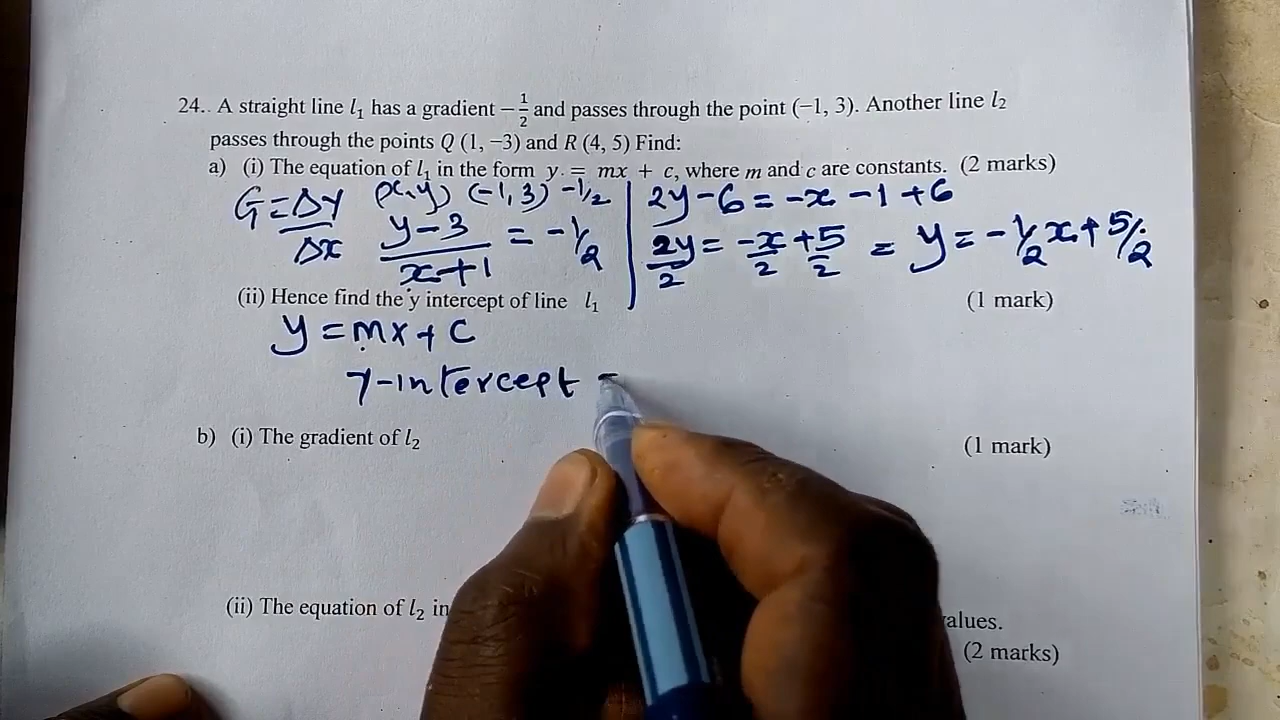 24.. A straight line l₁ has a gradient −1/2 and passes through the point (−1, 3). Another line l₂
passes through the points Q (1, −3) and R (4, 5) Find:
a) (i) The equation of l₁ in the form y = mx + c, where m and c are constants. (2 marks)
G = Δy/Δx (x, y) (-1, 3) -1/2
(y-3)/(x+1) = -1/2
2y - 6 = -x - 1 + 6
2y/2 = -x/2 + 5/2 = y = -1/2 x + 5/2
(ii) Hence find the y intercept of line l₁ (1 mark)
y = mx + c
y-intercept =
b) (i) The gradient of l₂ (1 mark)
(ii) The equation of l₂ in values.
(2 marks)